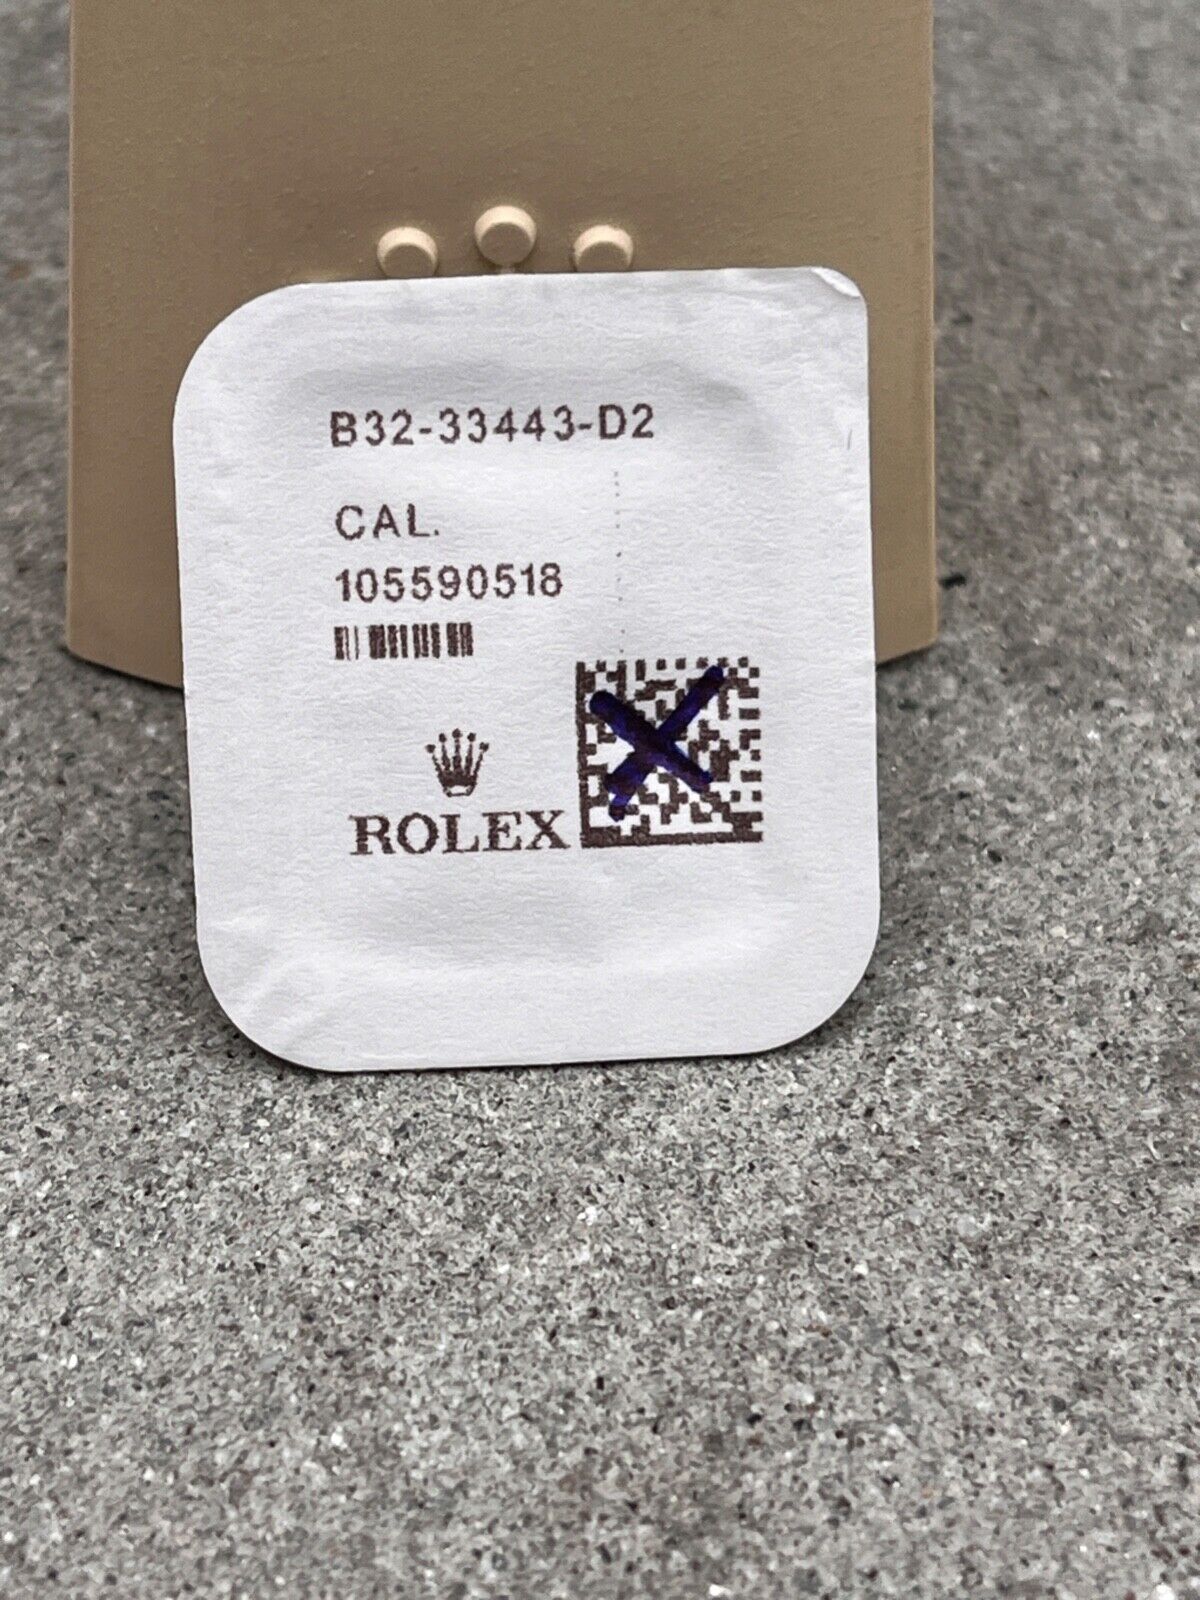 B32-33443-D2
CAL.
105590518
ROLEX